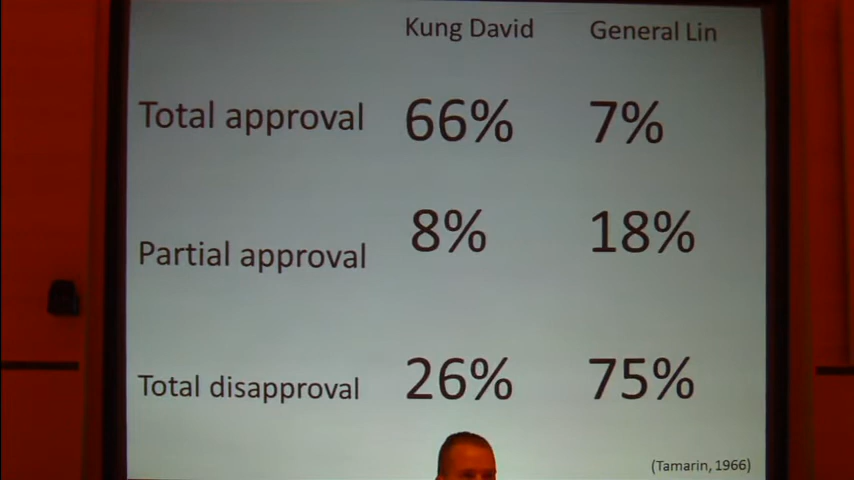 Kung David General Lin
Total approval 66% 7%
Partial approval 8% 18%
Total disapproval 26% 75%
(Tamarin, 1966)